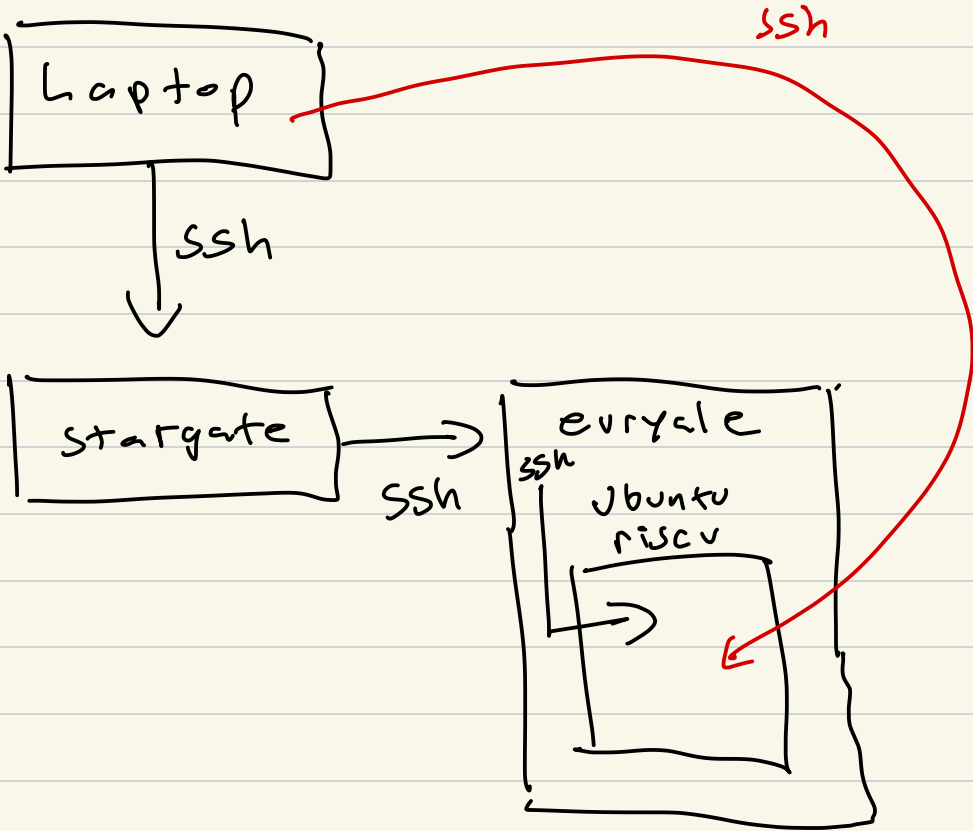 ssh
Laptop
ssh
stargate
ssh
euryale
ssh
Ubuntu
riscv